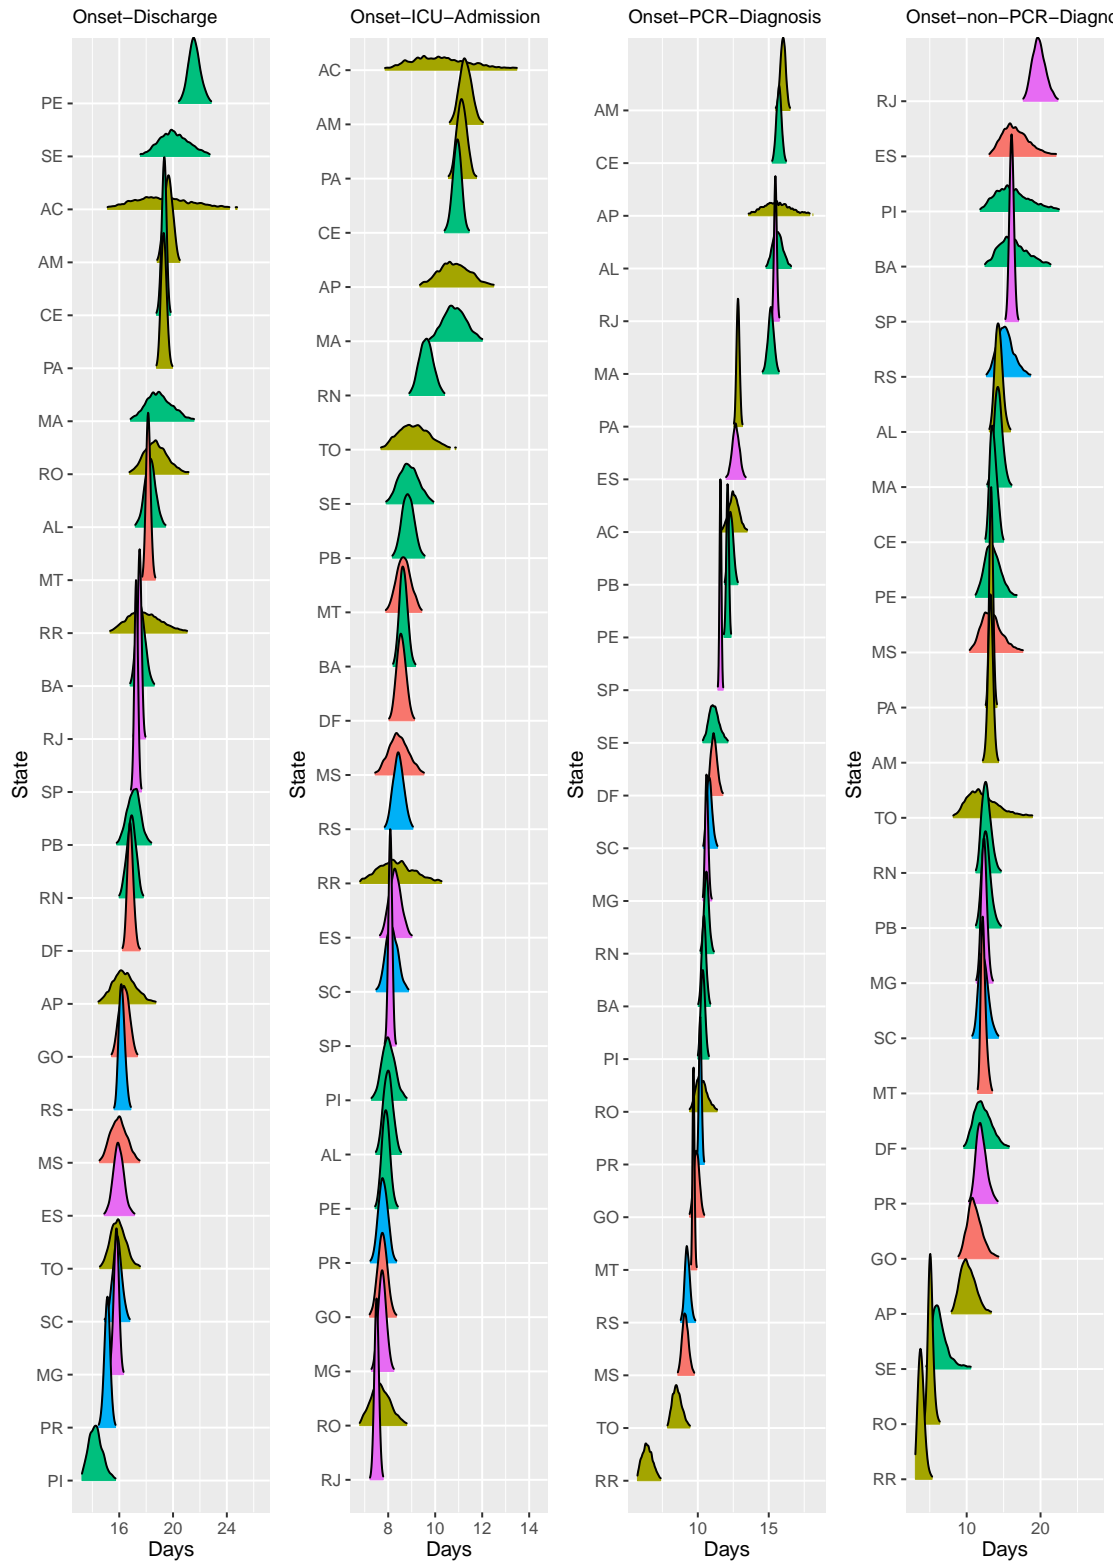 Onset-Discharge
PE
SE
AC
AM
CE
PA
MA
RO
AL
MT
RR
BA
RJ
SP
PB
RN
DF
AP
GO
RS
MS
ES
TO
SC
MG
PR
PI
State
16 20 24
Days
Onset-ICU-Admission
AC
AM
PA
CE
AP
MA
RN
TO
SE
PB
MT
BA
DF
MS
RS
RR
ES
SC
SP
PI
AL
PE
PR
GO
MG
RO
RJ
State
8 10 12 14
Days
Onset-PCR-Diagnosis
AM
CE
AP
AL
RJ
MA
PA
ES
AC
PB
PE
SP
SE
DF
SC
MG
RN
BA
PI
RO
PR
GO
MT
RS
MS
TO
RR
State
10 15
Days
Onset-non-PCR-Diagno
RJ
ES
PI
BA
SP
RS
AL
MA
CE
PE
MS
PA
AM
TO
RN
PB
MG
SC
MT
DF
PR
GO
AP
SE
RO
RR
State
10 20
Days